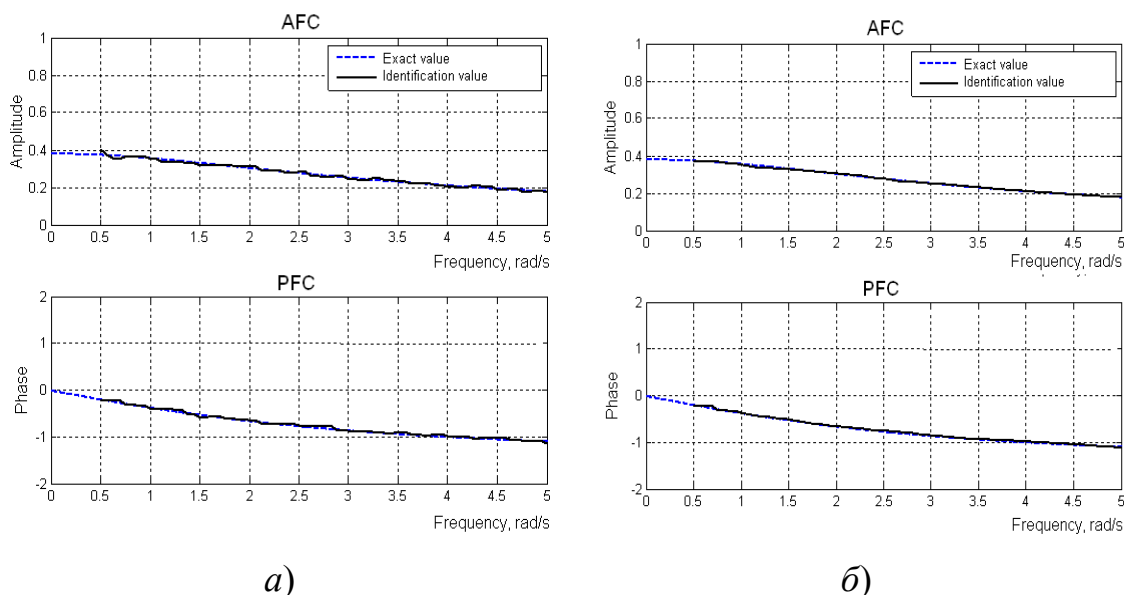 AFC
Exact value
Identification value
Amplitude
1
0.8
0.6
0.4
0.2
0
0 0.5 1 1.5 2 2.5 3 3.5 4 4.5 5
Frequency, rad/s
PFC
Phase
2
1
0
-1
-2
0 0.5 1 1.5 2 2.5 3 3.5 4 4.5 5
Frequency, rad/s
а)
AFC
Exact value
Identification value
Amplitude
1
0.8
0.6
0.4
0.2
0
0 0.5 1 1.5 2 2.5 3 3.5 4 4.5 5
Frequency, rad/s
PFC
Phase
2
1
0
-1
-2
0 0.5 1 1.5 2 2.5 3 3.5 4 4.5 5
Frequency, rad/s
б)